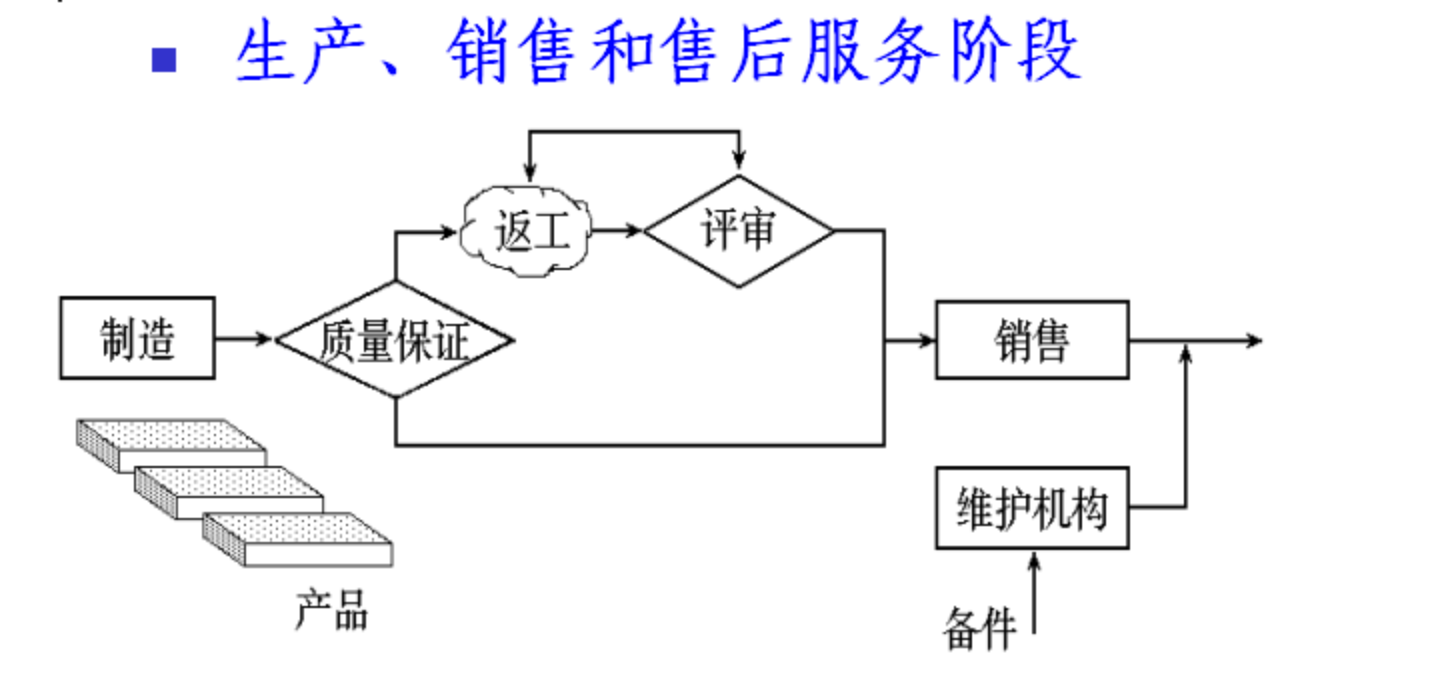 生产、销售和售后服务阶段
返工
评审
制造
质量保证
销售
维护机构
产品
备件